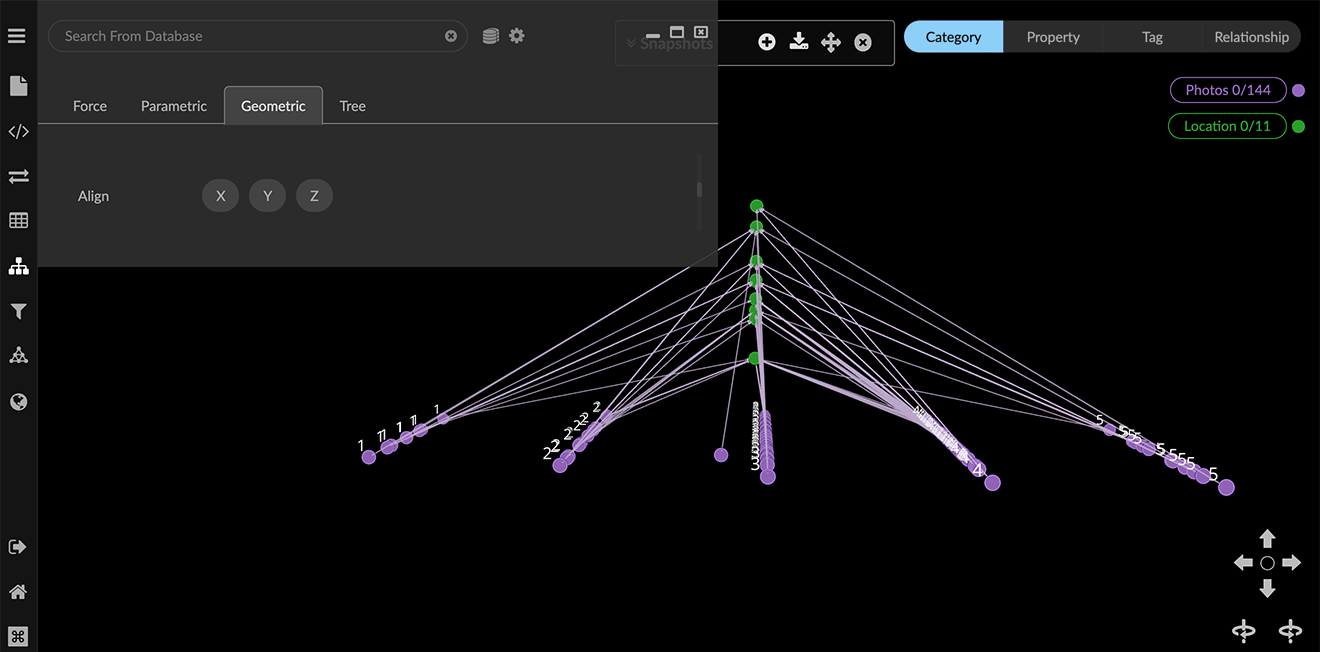 Search From Database
Snapshots
Category Property Tag Relationship
Photos 0/144
Location 0/11
Force Parametric Geometric Tree
Align X Y Z
1 1 1 1 1
2 2 2 2 2 2
3
4
5 5 5 5 5 5 5 5 5